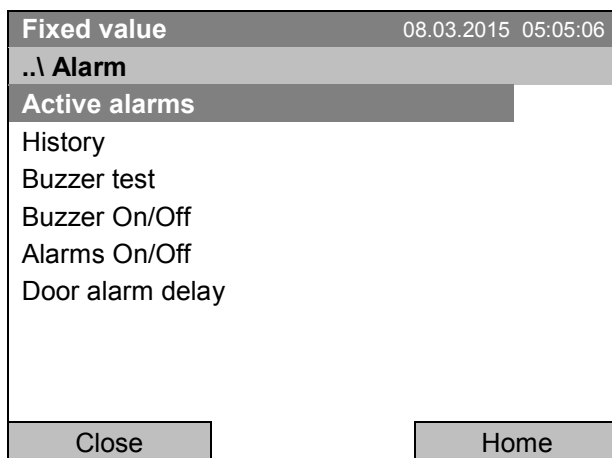 Fixed value 08.03.2015 05:05:06
..\ Alarm
Active alarms
History
Buzzer test
Buzzer On/Off
Alarms On/Off
Door alarm delay
Close Home